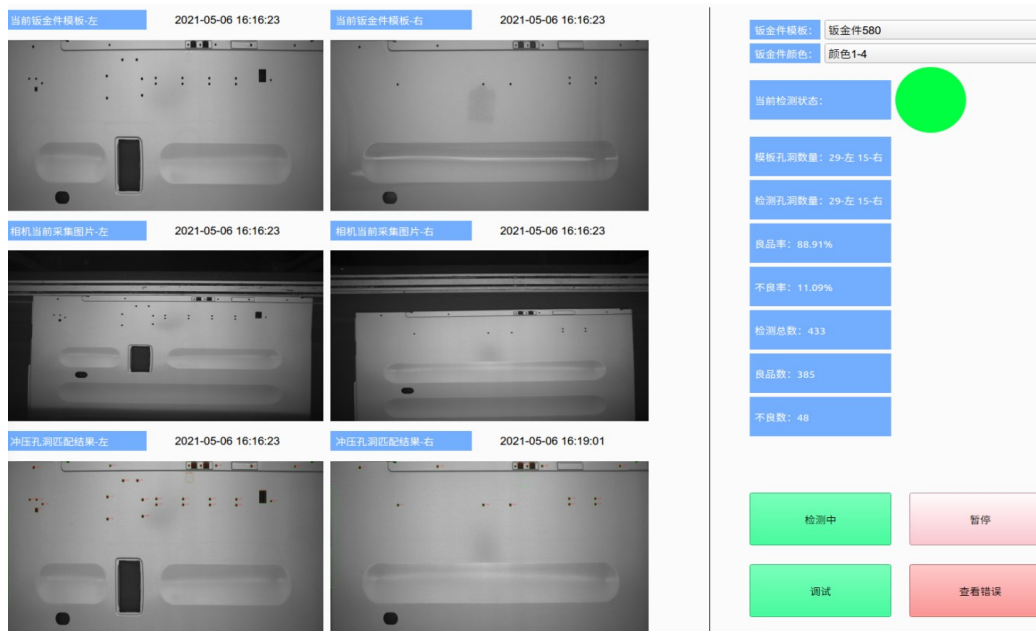 当前钣金件模板-左
2021-05-06 16:16:23
当前钣金件模板-右
2021-05-06 16:16:23
相机当前采集图片-左
2021-05-06 16:16:23
相机当前采集图片-右
2021-05-06 16:16:23
冲压孔洞匹配结果-左
2021-05-06 16:16:23
冲压孔洞匹配结果-右
2021-05-06 16:19:01
钣金件模板：
钣金件580
钣金件颜色：
颜色1-4
当前检测状态：
模板孔洞数量：29-左 15-右
检测孔洞数量：29-左 15-右
良品率：88.91%
不良率：11.09%
检测总数：433
良品数：385
不良数：48
检测中
暂停
调试
查看错误